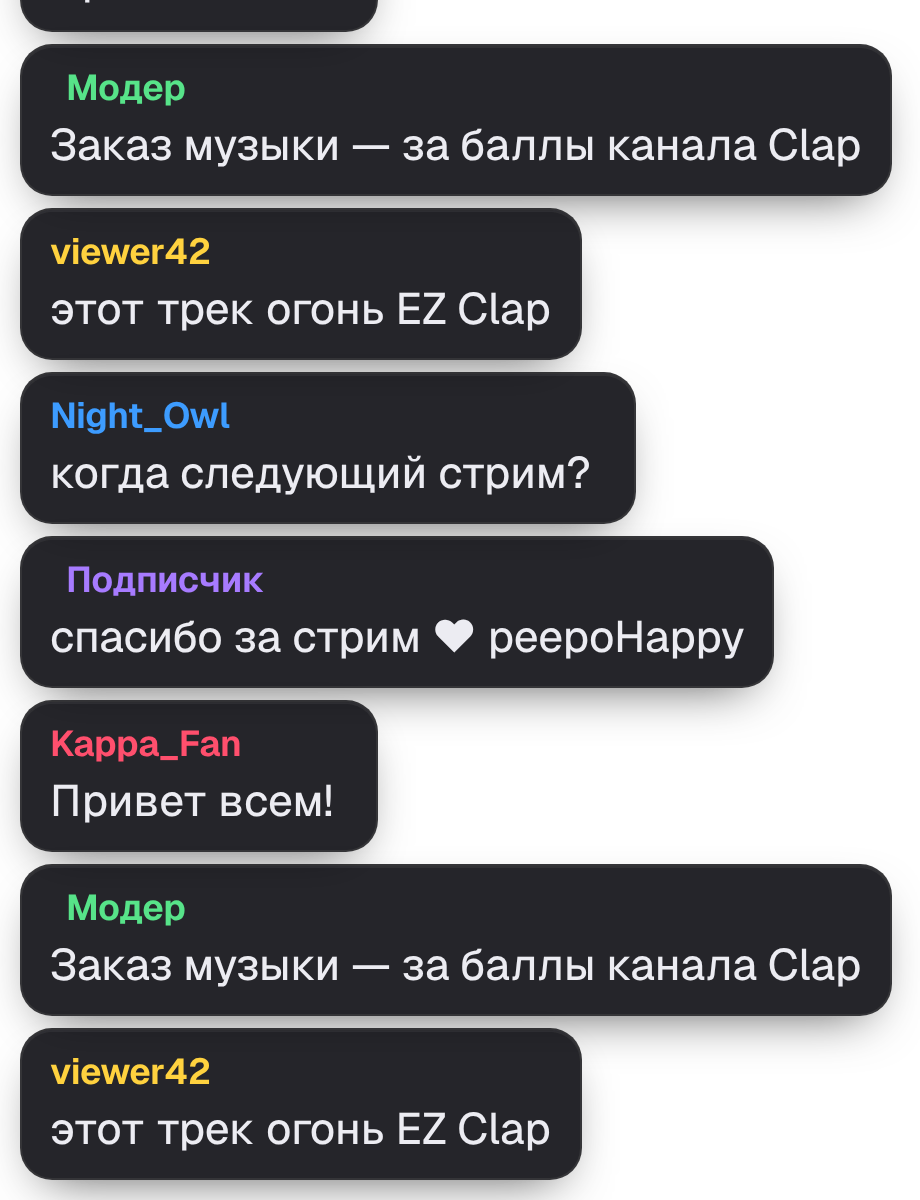 Модер
Заказ музыки — за баллы канала Clap
viewer42
этот трек огонь EZ Clap
Night_Owl
когда следующий стрим?
Подписчик
спасибо за стрим ♥ peepoHappy
Kappa_Fan
Привет всем!
Модер
Заказ музыки — за баллы канала Clap
viewer42
этот трек огонь EZ Clap